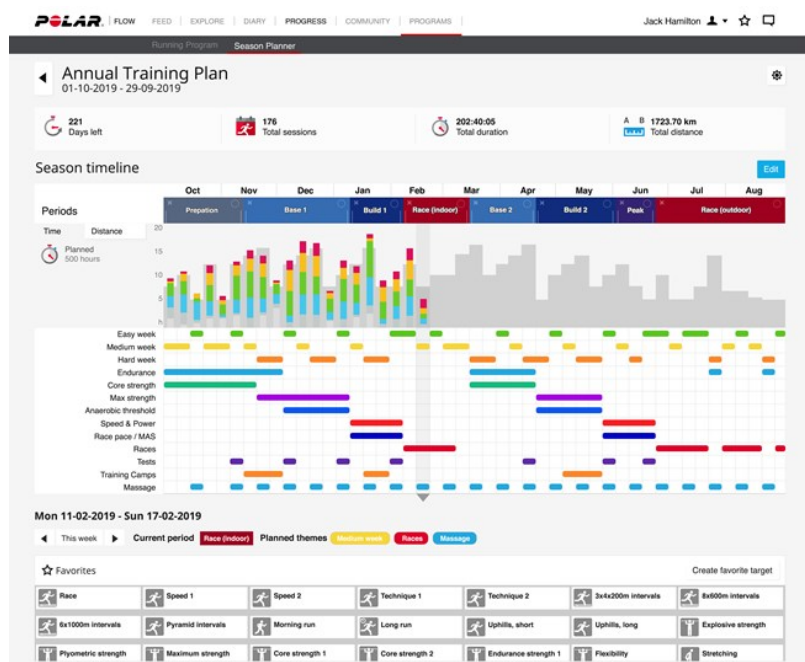 POLAR FLOW FEED EXPLORE DIARY PROGRESS COMMUNITY PROGRAMS Jack Hamilton
Running Program Season Planner
Annual Training Plan
01-10-2019 - 29-09-2019
221 176 202:40:05 A B 1723.70 km
Days left Total sessions Total duration Total distance
Season timeline Edit
Oct Nov Dec Jan Feb Mar Apr May Jun Jul Aug
Periods Prepation Base 1 Build 1 Race (indoor) Base 2 Build 2 Peak Race (outdoor)
Time Distance 20
Planned 15
500 hours
10
5
h
Easy week
Medium week
Hard week
Endurance
Core strength
Max strength
Anaerobic threshold
Speed & Power
Race pace / MAS
Races
Tests
Training Camps
Massage
Mon 11-02-2019 - Sun 17-02-2019
This week Current period Race (indoor) Planned themes Medium week Races Massage
Favorites Create favorite target
Race Speed 1 Speed 2 Technique 1 Technique 2 3x4x200m intervals 8x600m intervals
6x1000m intervals Pyramid intervals Morning run Long run Uphills, short Uphills, long Explosive strength
Plyometric strength Maximum strength Core strength 1 Core strength 2 Endurance strength 1 Flexibility Stretching